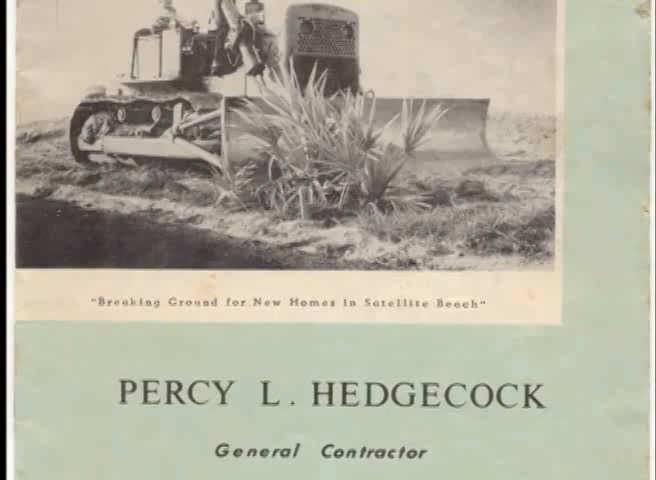 "Breaking Ground for New Homes in Satellite Beach"
PERCY L. HEDGECOCK
General Contractor